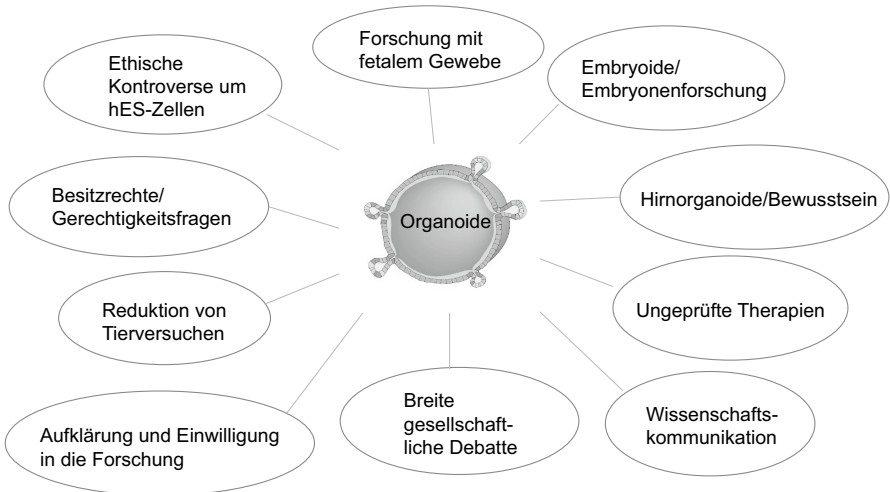 Forschung mit
fetalem Gewebe
Ethische
Kontroverse um
hES-Zellen
Embryoide/
Embryonenforschung
Besitzrechte/
Gerechtigkeitsfragen
Organoide
Hirnorganoide/Bewusstsein
Reduktion von
Tierversuchen
Ungeprüfte Therapien
Aufklärung und Einwilligung
in die Forschung
Breite
gesellschaft-
liche Debatte
Wissenschafts-
kommunikation